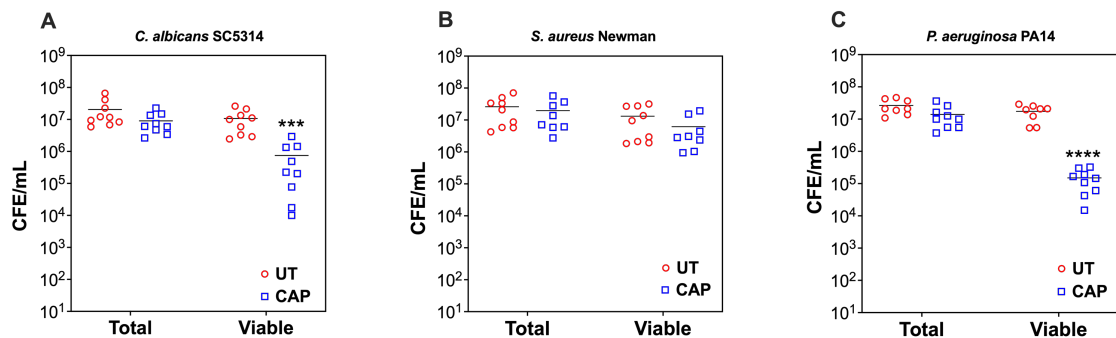 A
C. albicans SC5314
CFE/mL
10⁹
10⁸
10⁷
10⁶
10⁵
10⁴
10³
10²
10¹
***
UT
CAP
Total Viable
B
S. aureus Newman
CFE/mL
10⁹
10⁸
10⁷
10⁶
10⁵
10⁴
10³
10²
10¹
UT
CAP
Total Viable
C
P. aeruginosa PA14
CFE/mL
10⁹
10⁸
10⁷
10⁶
10⁵
10⁴
10³
10²
10¹
****
UT
CAP
Total Viable